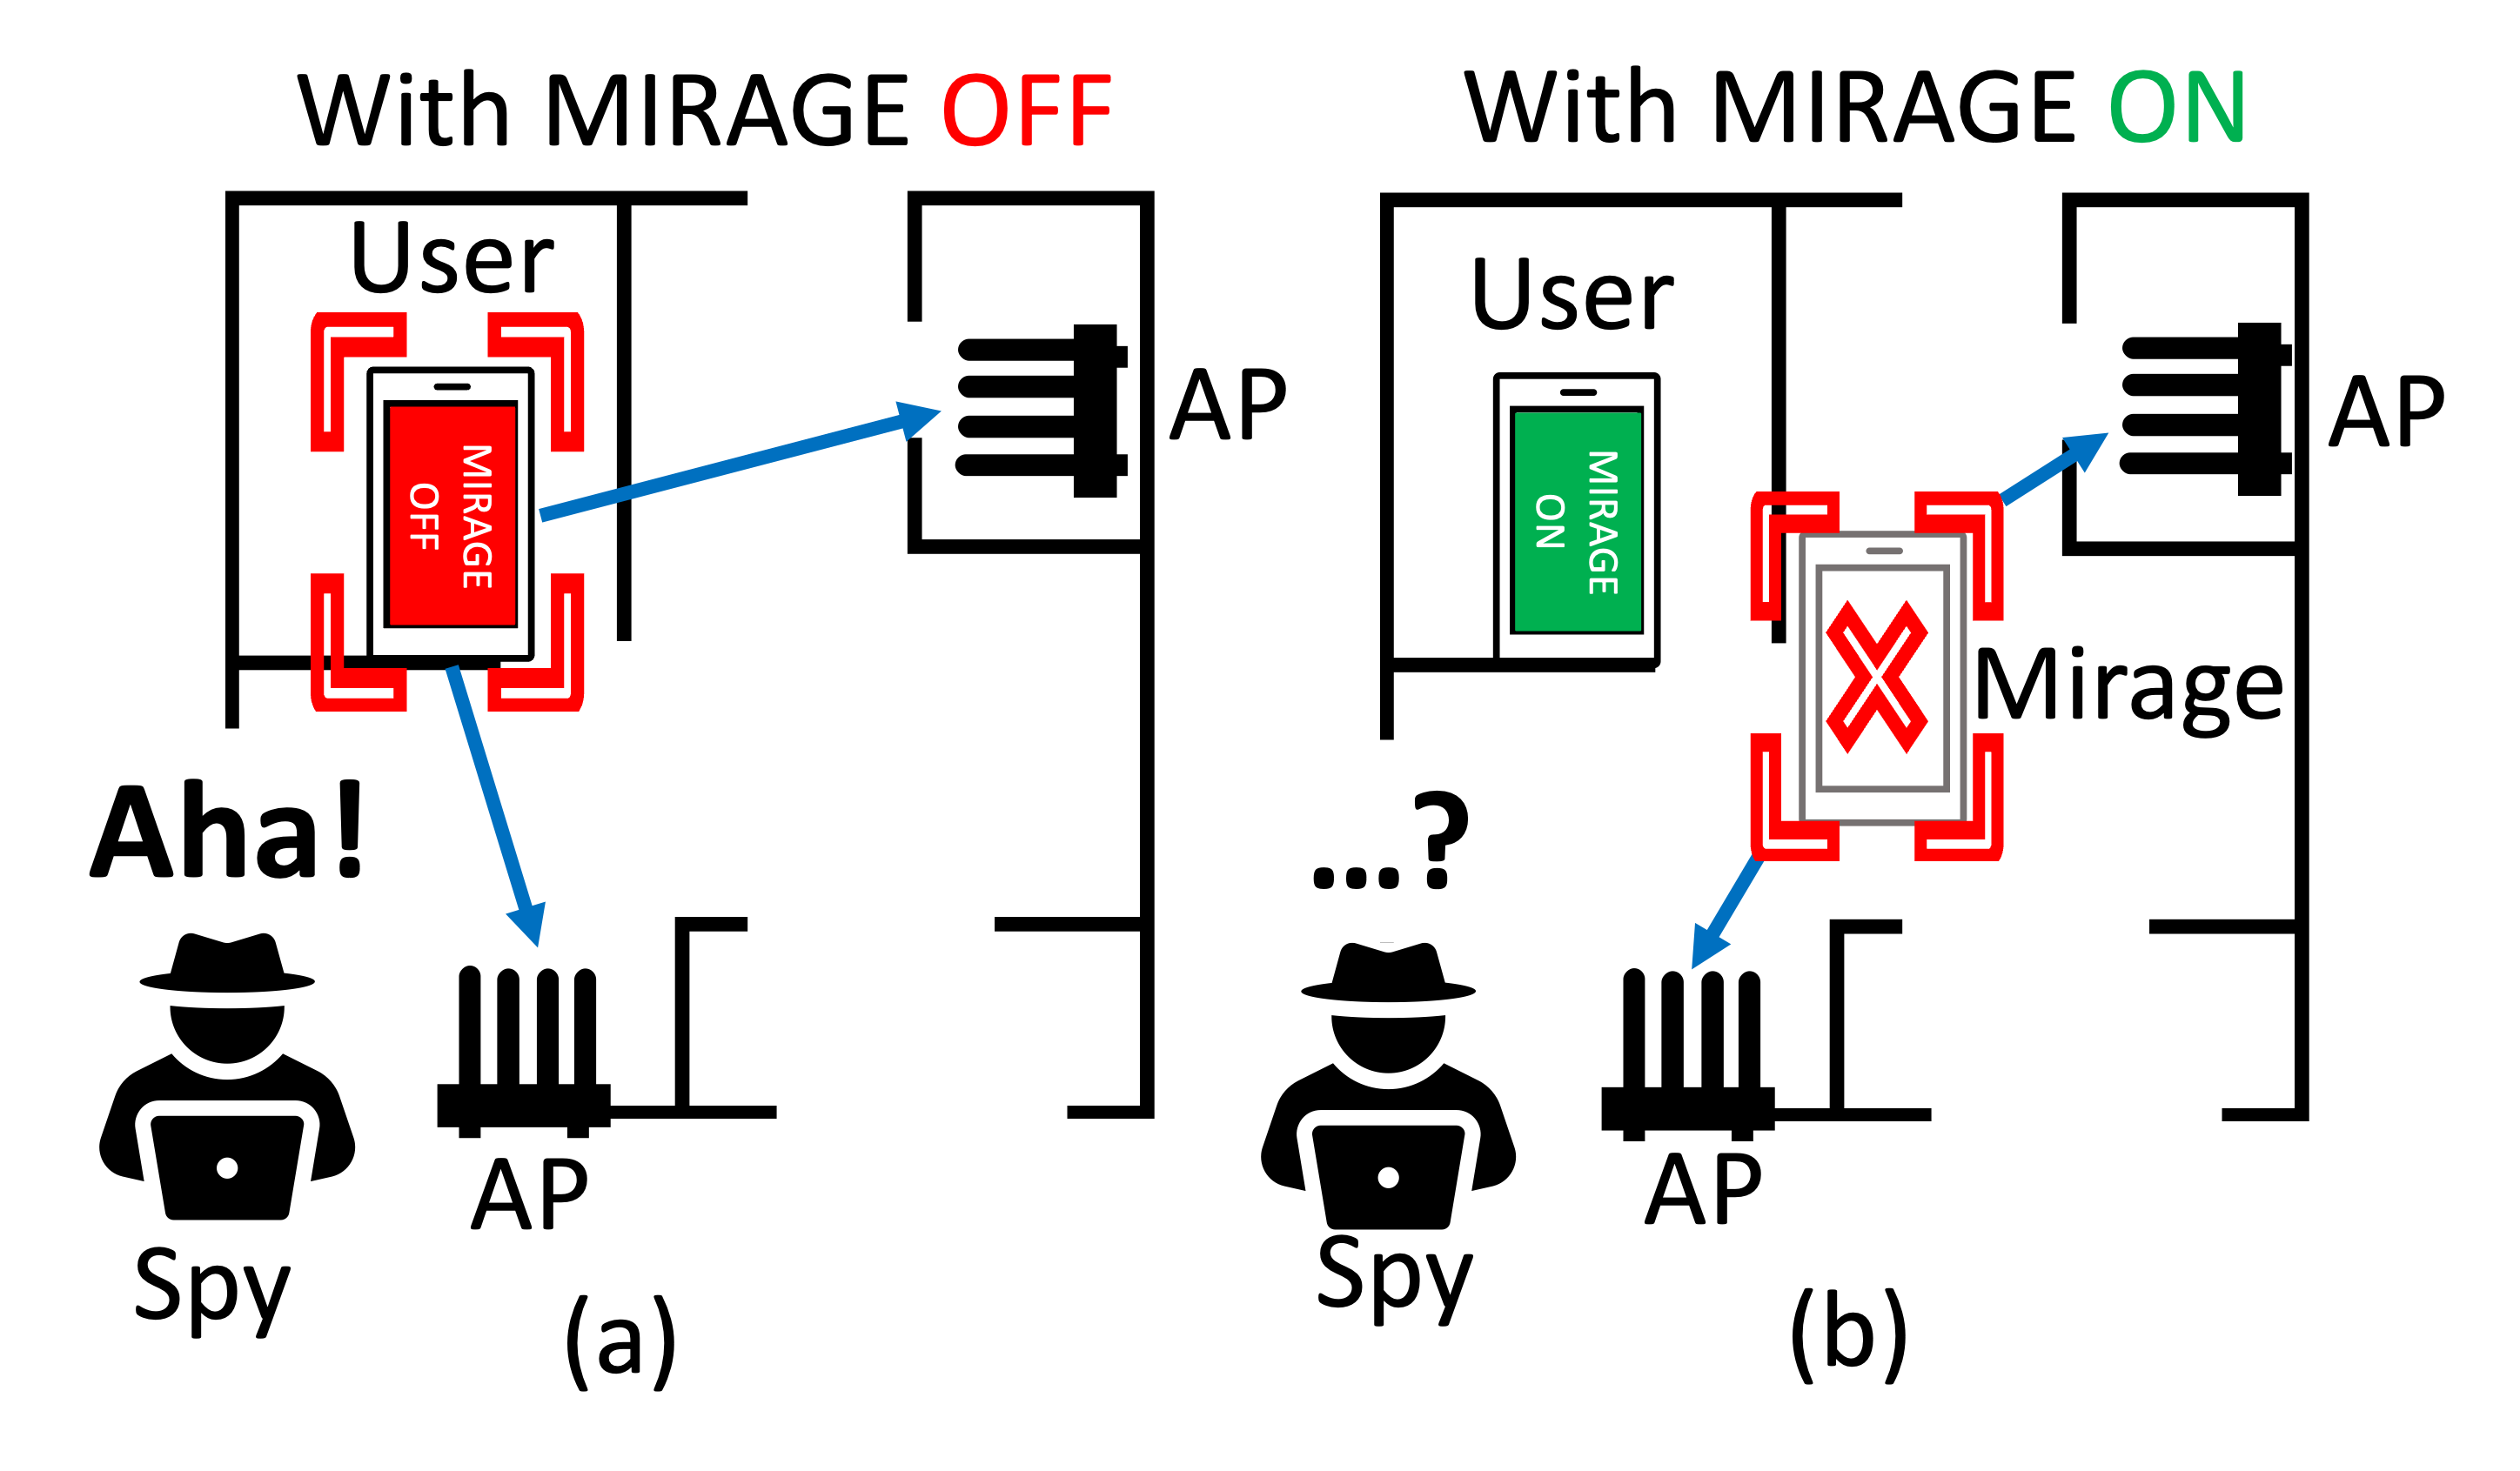 With MIRAGE OFF
User
MIRAGE
OFF
AP
Aha!
AP
Spy
(a)
With MIRAGE ON
User
MIRAGE
ON
AP
Mirage
...?
AP
Spy
(b)